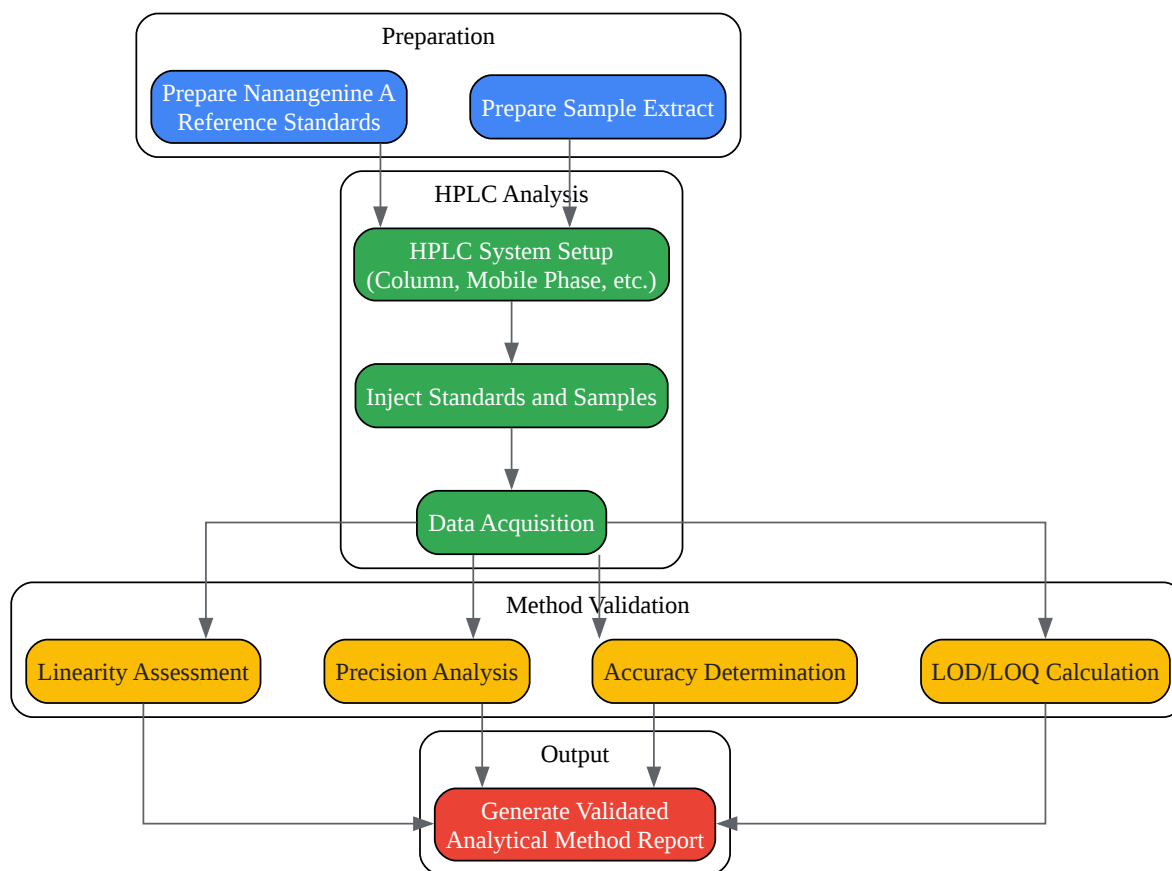 Preparation
Prepare Nanangenine A
Reference Standards
Prepare Sample Extract
HPLC Analysis
HPLC System Setup
(Column, Mobile Phase, etc.)
Inject Standards and Samples
Data Acquisition
Method Validation
Linearity Assessment
Precision Analysis
Accuracy Determination
LOD/LOQ Calculation
Output
Generate Validated
Analytical Method Report